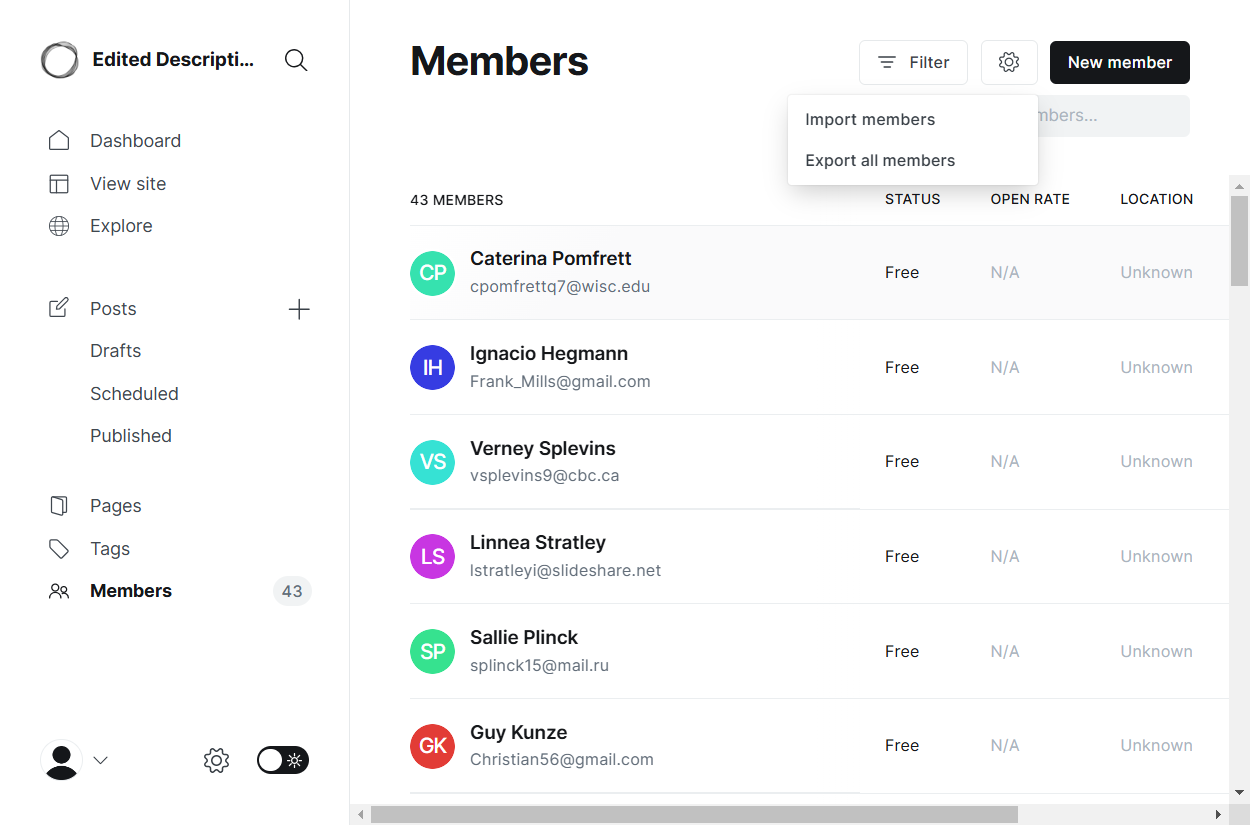 Edited Descripti...
Dashboard
View site
Explore
Posts
Drafts
Scheduled
Published
Pages
Tags
Members 43
Members
Filter
New member
Import members
Export all members
43 MEMBERS STATUS OPEN RATE LOCATION
CP Caterina Pomfrett
cpomfrettq7@wisc.edu Free N/A Unknown
IH Ignacio Hegmann
Frank_Mills@gmail.com Free N/A Unknown
VS Verney Splevins
vsplevins9@cbc.ca Free N/A Unknown
LS Linnea Stratley
lstratleyi@slideshare.net Free N/A Unknown
SP Sallie Plinck
splinck15@mail.ru Free N/A Unknown
GK Guy Kunze
Christian56@gmail.com Free N/A Unknown